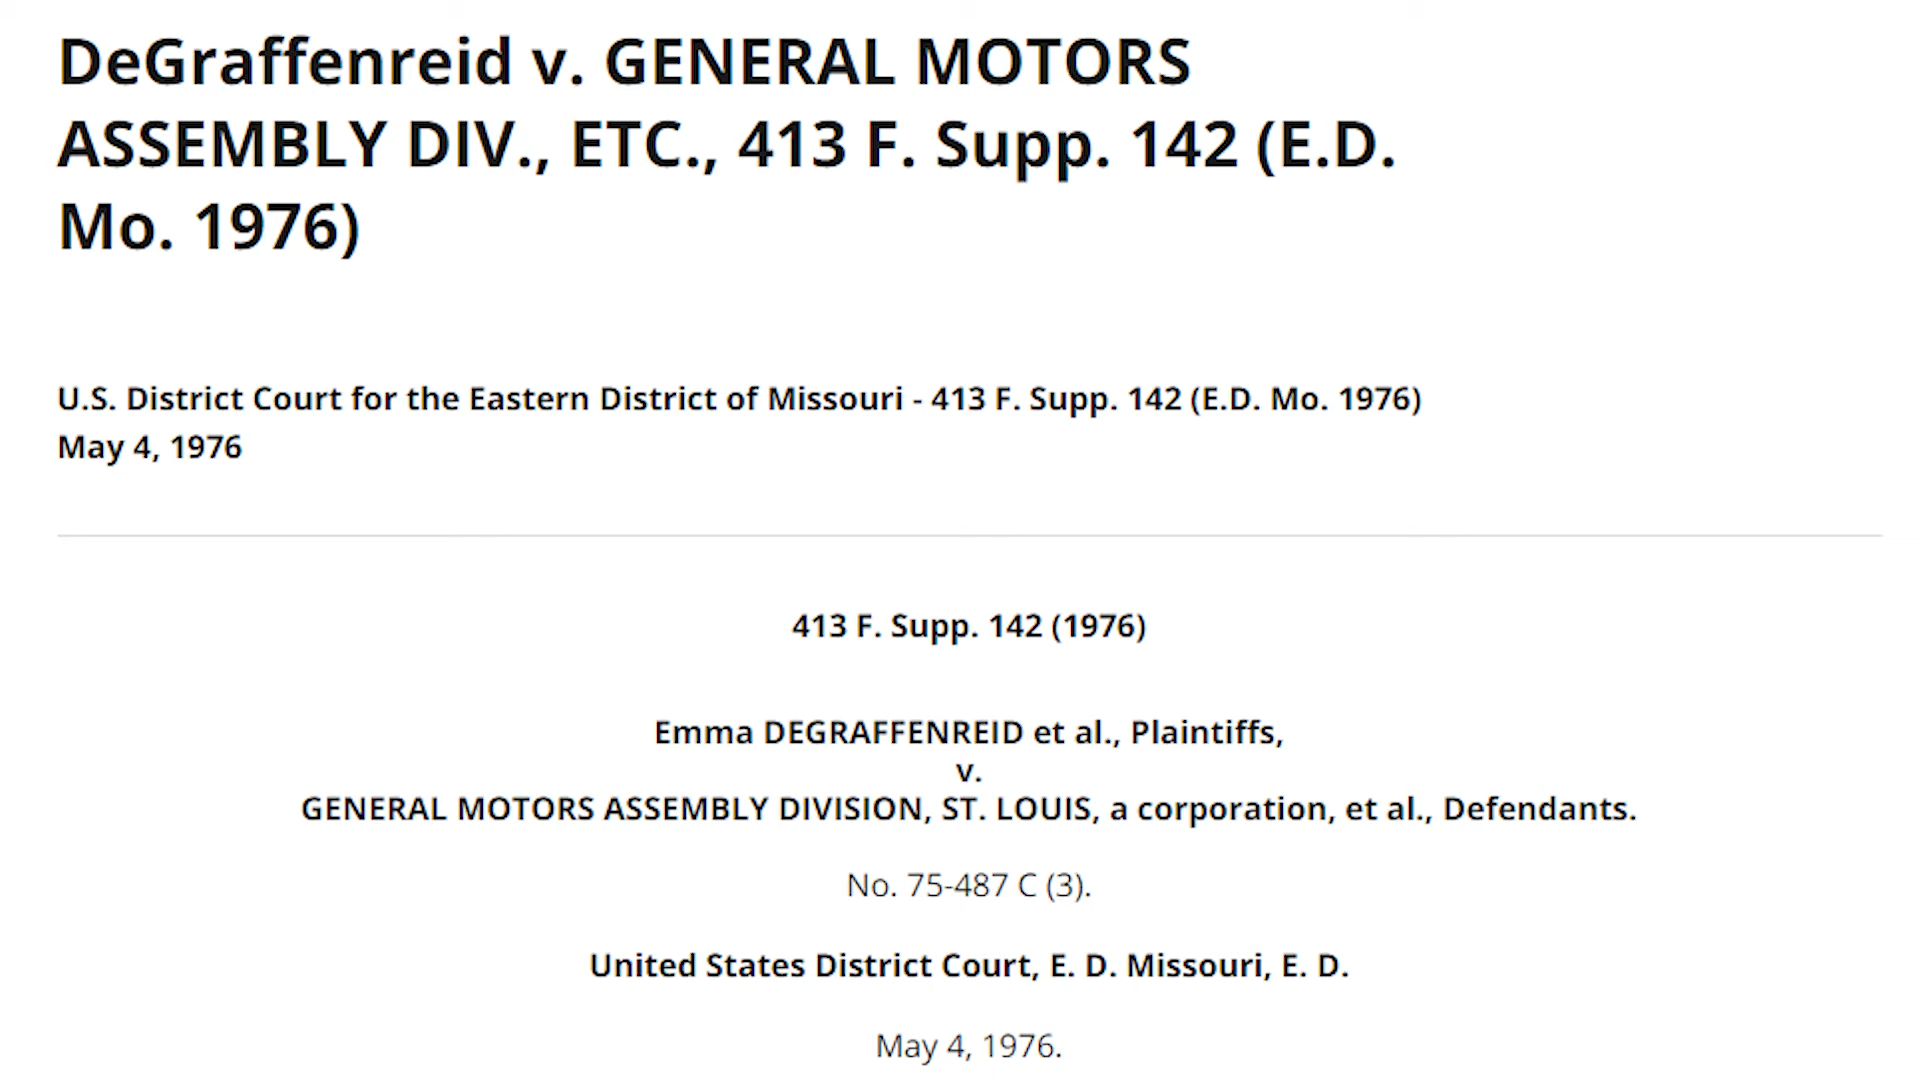 DeGraffenreid v. GENERAL MOTORS
ASSEMBLY DIV., ETC., 413 F. Supp. 142 (E.D.
Mo. 1976)
U.S. District Court for the Eastern District of Missouri - 413 F. Supp. 142 (E.D. Mo. 1976)
May 4, 1976
413 F. Supp. 142 (1976)
Emma DEGRAFFENREID et al., Plaintiffs,
v.
GENERAL MOTORS ASSEMBLY DIVISION, ST. LOUIS, a corporation, et al., Defendants.
No. 75-487 C (3).
United States District Court, E. D. Missouri, E. D.
May 4, 1976.